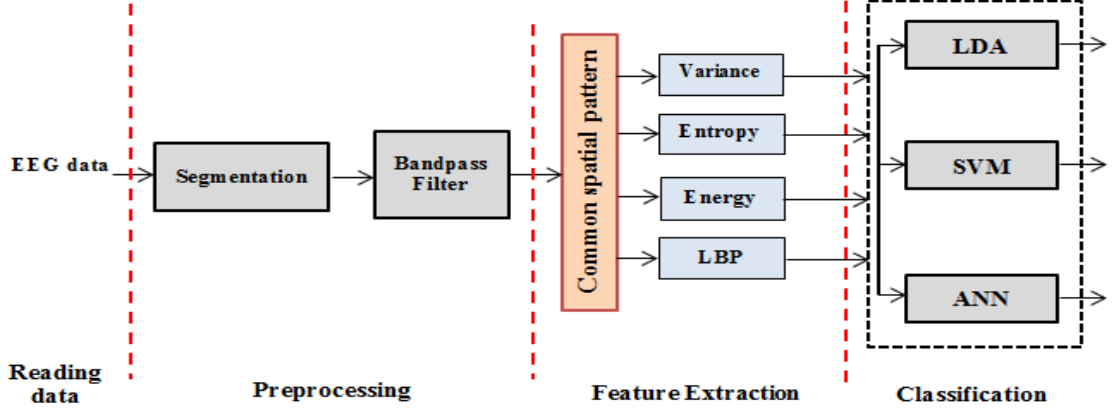 EEG data
Segmentation
Bandpass
Filter
Common spatial pattern
Variance
Entropy
Energy
LBP
LDA
SVM
ANN
Reading
data
Preprocessing
Feature Extraction
Classification